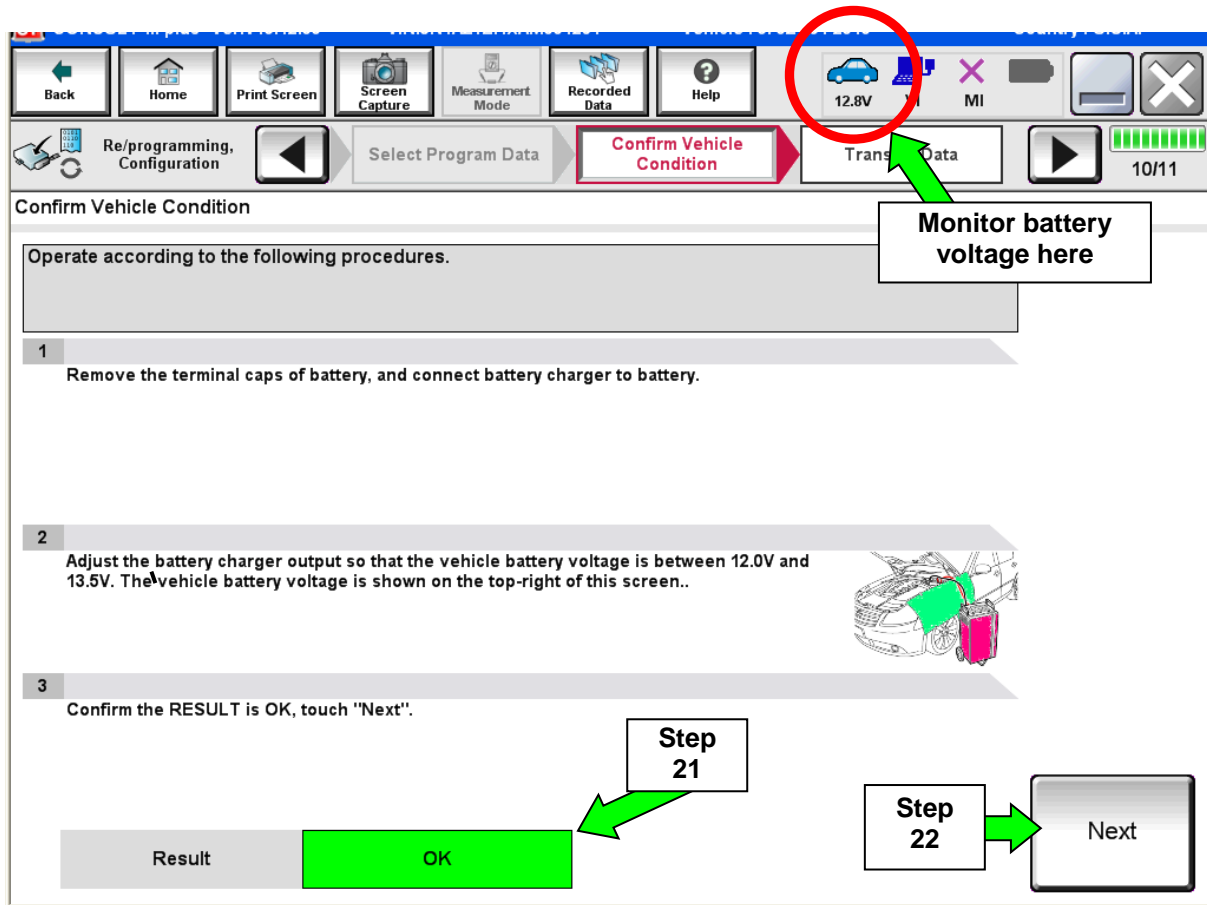 Back
Home
Print Screen
Screen
Capture
Measurement
Mode
Recorded
Data
Help
12.8V
VI
MI
Re/programming,
Configuration
Select Program Data
Confirm Vehicle
Condition
Data
10/11
Confirm Vehicle Condition
Monitor battery
voltage here
Operate according to the following procedures.
1
Remove the terminal caps of battery, and connect battery charger to battery.
2
Adjust the battery charger output so that the vehicle battery voltage is between 12.0V and
13.5V. The vehicle battery voltage is shown on the top-right of this screen..
3
Confirm the RESULT is OK, touch "Next".
Step
21
Step
22
Next
Result
OK